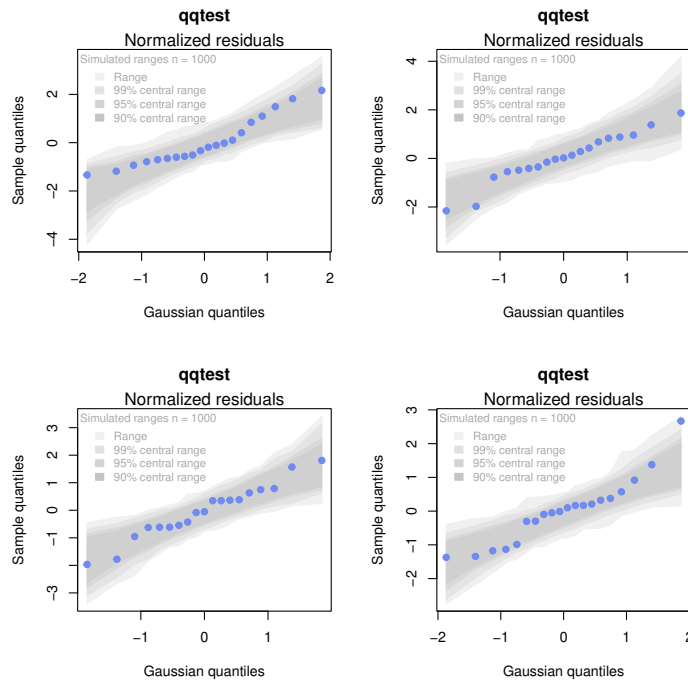 qqtest
Normalized residuals
Simulated ranges n = 1000
Range
99% central range
95% central range
90% central range
Sample quantiles
2
0
−2
−4
−2 −1 0 1 2
Gaussian quantiles
qqtest
Normalized residuals
Simulated ranges n = 1000
Range
99% central range
95% central range
90% central range
Sample quantiles
4
2
0
−2
−1 0 1
Gaussian quantiles
qqtest
Normalized residuals
Simulated ranges n = 1000
Range
99% central range
95% central range
90% central range
Sample quantiles
3
2
1
0
−1
−3
−1 0 1
Gaussian quantiles
qqtest
Normalized residuals
Simulated ranges n = 1000
Range
99% central range
95% central range
90% central range
Sample quantiles
3
2
1
0
−1
−2
−2 −1 0 1 2
Gaussian quantiles